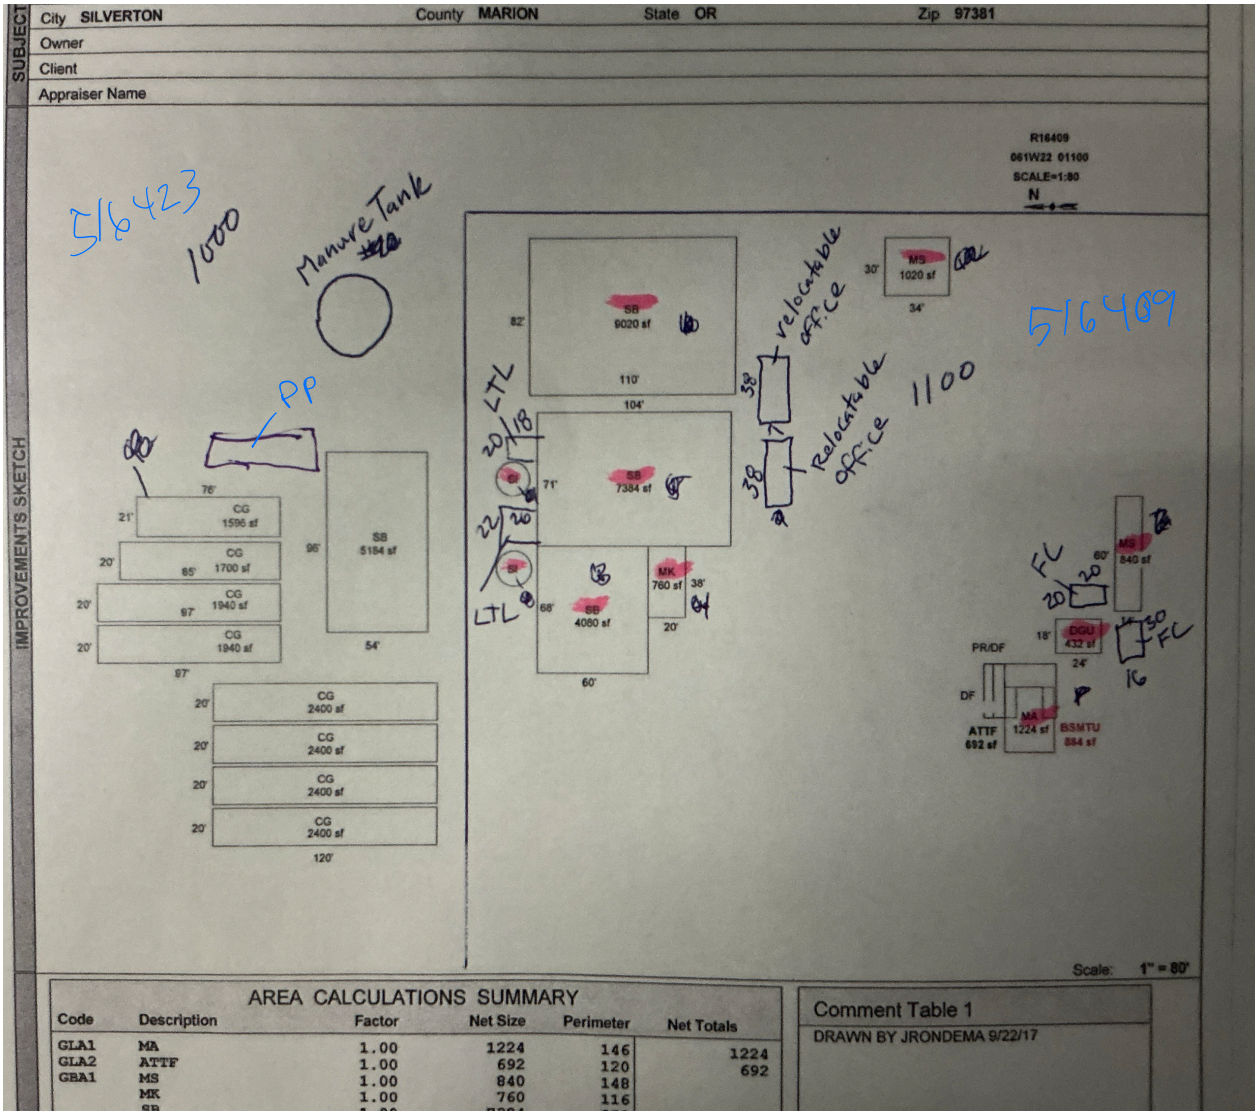 SUBJECT
City SILVERTON County MARION State OR Zip 97381
Owner
Client
Appraiser Name
IMPROVEMENTS SKETCH
R16409
061W22 01100
SCALE=1:80
N
516423
1000
Manure Tank
PP
76'
21'
CG
1596 sf
20'
CG
85' 1700 sf
20'
CG
97' 1940 sf
20'
CG
1940 sf
97'
96'
SB
5184 sf
54'
20'
CG
2400 sf
20'
CG
2400 sf
20'
CG
2400 sf
20'
CG
2400 sf
120'
82'
SB
9020 sf
110'
104'
LTL
20 18
SI
71'
SB
7384 sf
22 20
SI
LTL
68'
SB
4080 sf
60'
MK
760 sf
38'
20'
relocatable
office
38
Relocatable
office
38
30'
MS
1020 sf
34'
516409
1100
60'
MS
840 sf
FC
20 20
18'
DGU
432 sf
24'
30
FC
16
PR/DF
DF
MA
1224 sf
ATTF
692 sf
BSMTU
884 sf
Scale: 1" = 80'
AREA CALCULATIONS SUMMARY
Code Description Factor Net Size Perimeter Net Totals
GLA1 MA 1.00 1224 146 1224
GLA2 ATTF 1.00 692 120 692
GBA1 MS 1.00 840 148
MK 1.00 760 116
SB
Comment Table 1
DRAWN BY JRONDEMA 9/22/17